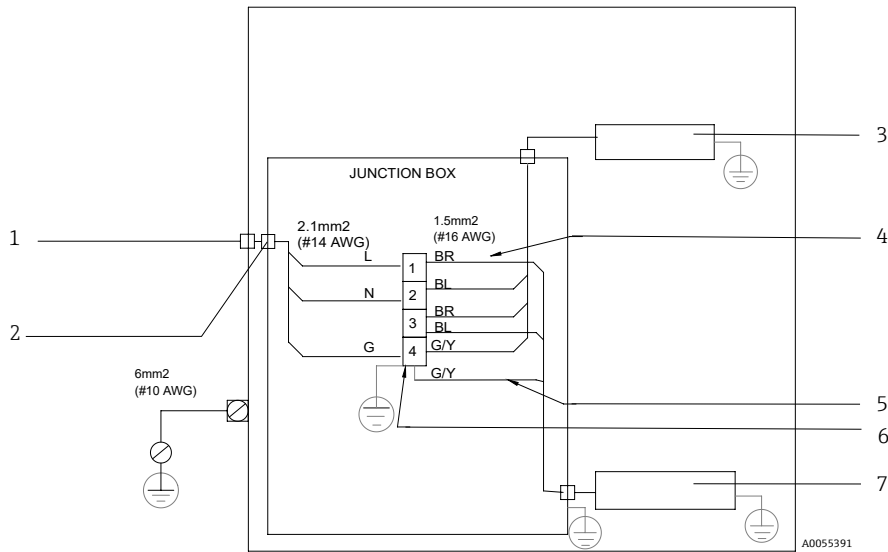 3
JUNCTION BOX
1
2.1mm2
(#14 AWG)
1.5mm2
(#16 AWG)
4
L
1
BR
N
2
BL
2
3
BR
BL
G
4
G/Y
G/Y
6mm2
(#10 AWG)
5
6
7
A0055391